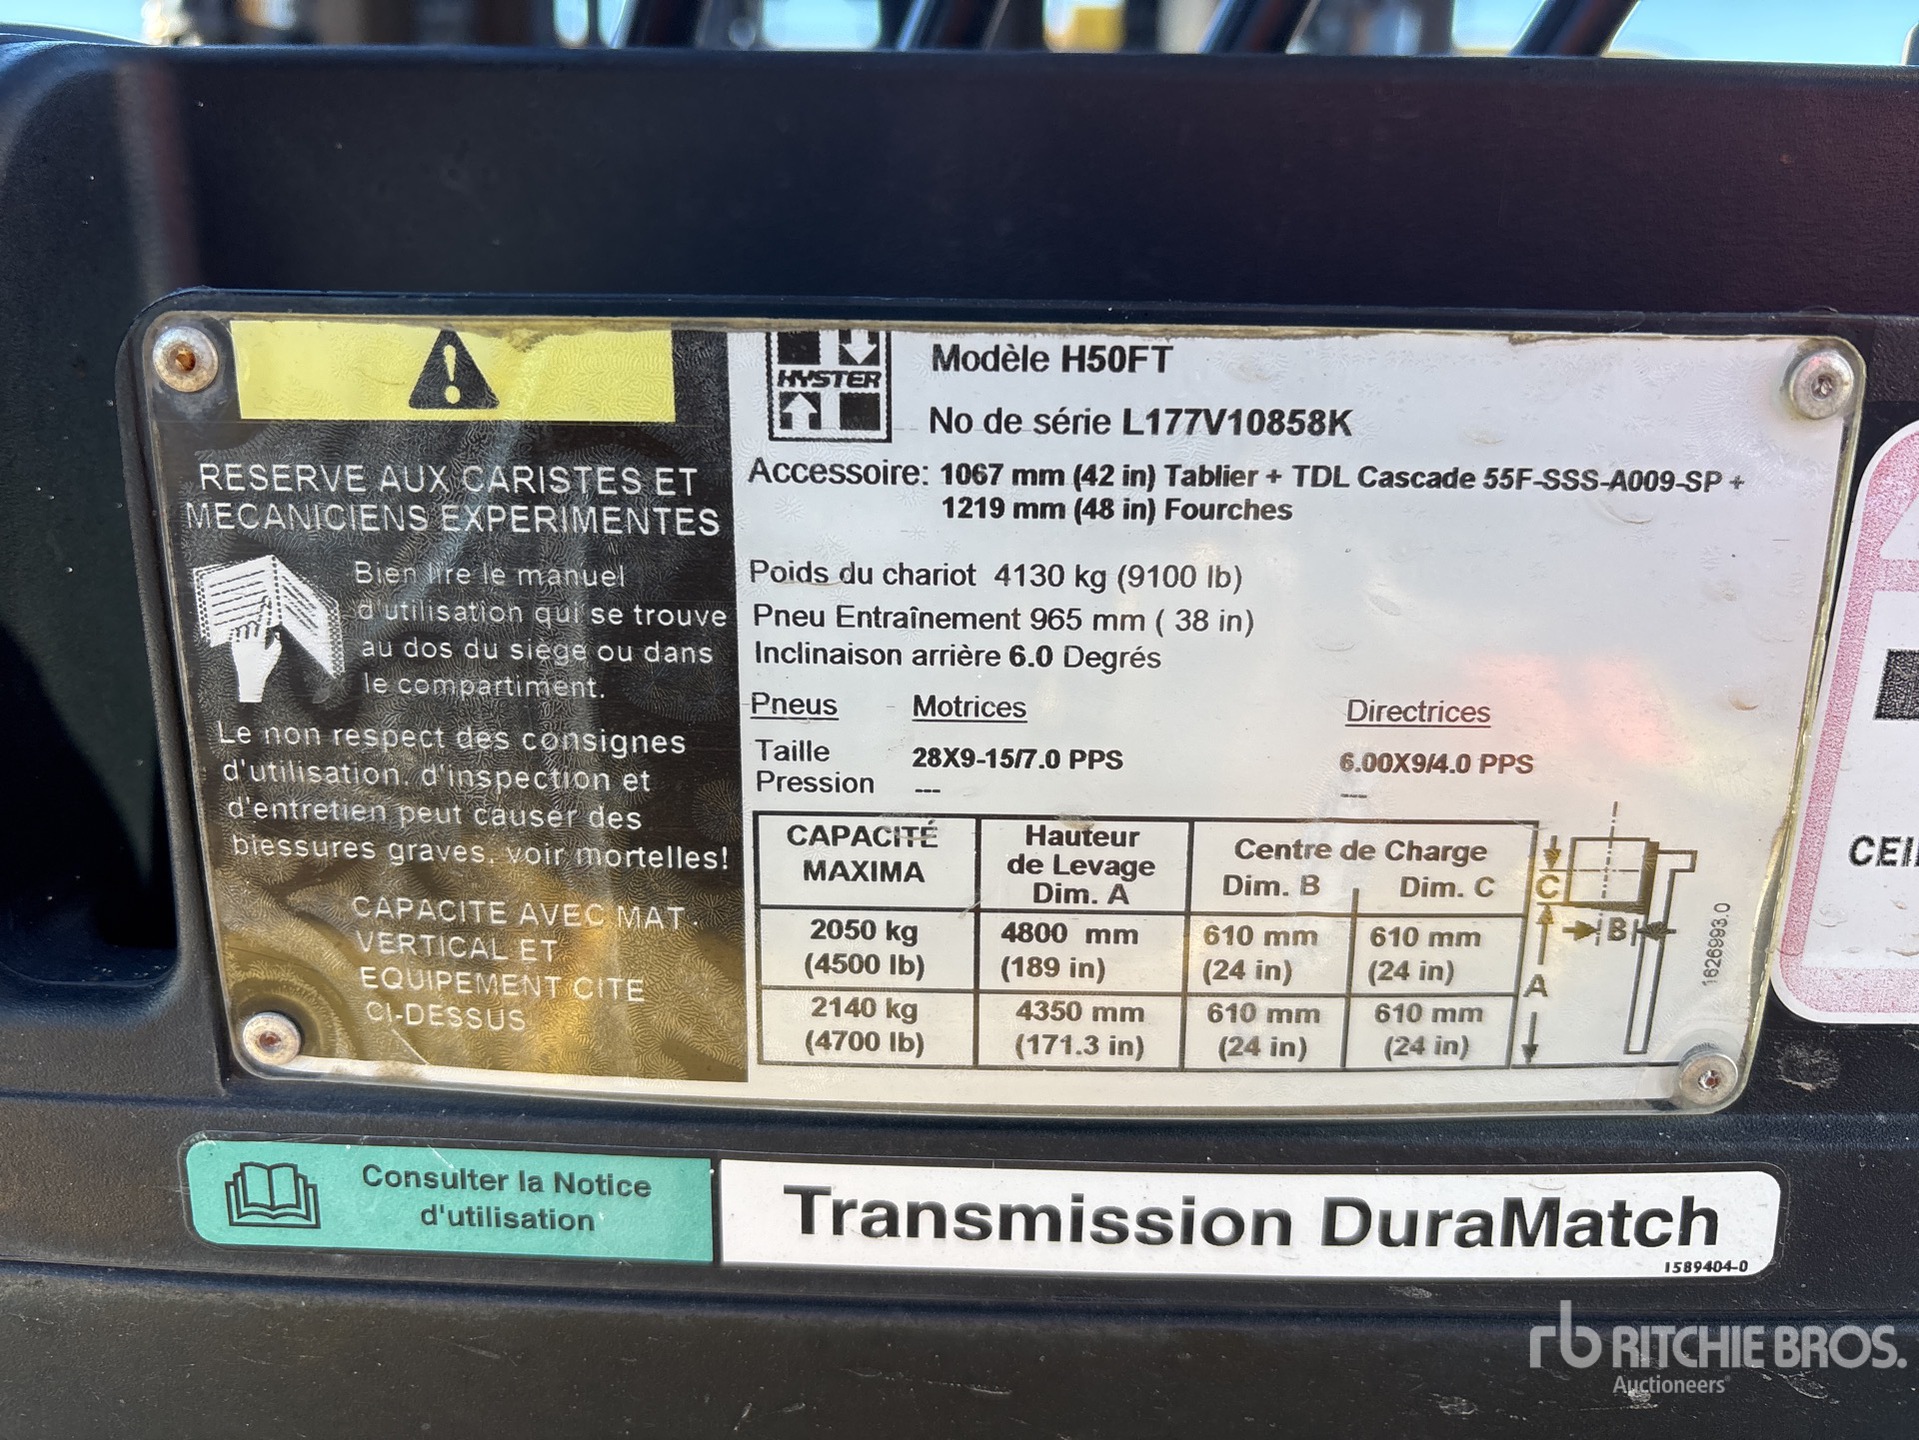 RESERVE AUX CARISTES ET
MECANICIENS EXPERIMENTES
Bien lire le manuel
d'utilisation qui se trouve
au dos du siège ou dans
le compartiment.
Le non respect des consignes
d'utilisation, d'inspection et
d'entretien peut causer des
blessures graves, voir mortelles!
CAPACITE AVEC MAT
VERTICAL ET
EQUIPEMENT CITE
CI-DESSUS
HYSTER
Modèle H50FT
No de série L177V10858K
Accessoire: 1067 mm (42 in) Tablier + TDL Cascade 55F-SSS-A009-SP +
1219 mm (48 in) Fourches
Poids du chariot 4130 kg (9100 lb)
Pneu Entraînement 965 mm ( 38 in)
Inclinaison arrière 6.0 Degrés
Pneus Motrices Directrices
Taille 28X9-15/7.0 PPS 6.00X9/4.0 PPS
Pression --- ---
CAPACITÉ MAXIMA Hauteur de Levage Dim. A Centre de Charge Dim. B Dim. C
2050 kg 4800 mm 610 mm 610 mm
(4500 lb) (189 in) (24 in) (24 in)
2140 kg 4350 mm 610 mm 610 mm
(4700 lb) (171.3 in) (24 in) (24 in)
C
B
A
1626993.0
CEI
Consulter la Notice
d'utilisation
Transmission DuraMatch
1589404-0
rb RITCHIE BROS.
Auctioneers